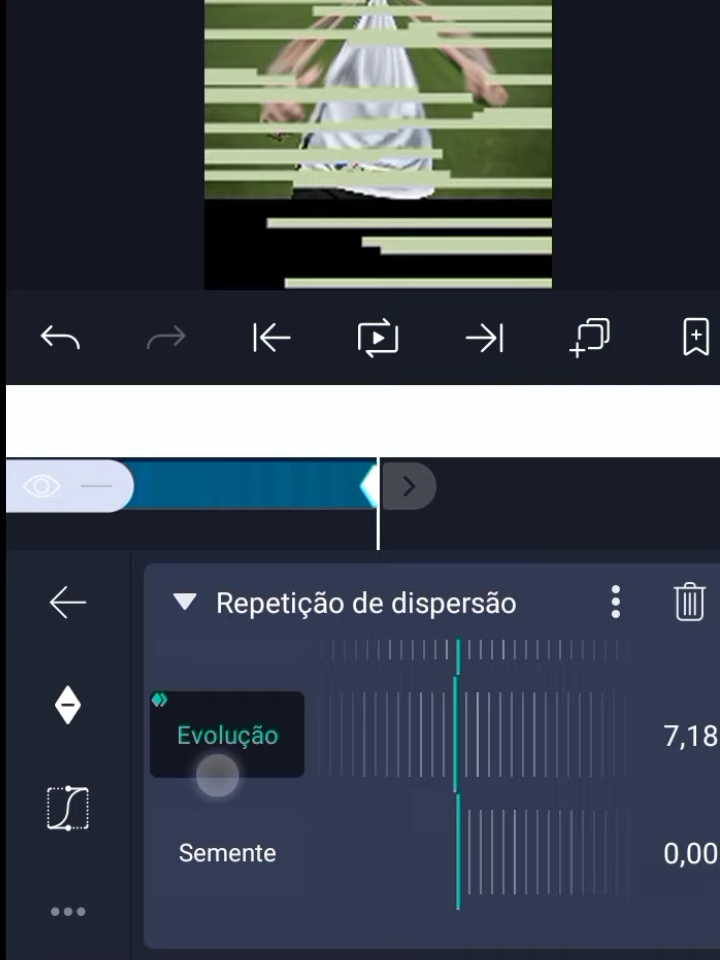 Repetição de dispersão
Evolução
7,18
Semente
0,00